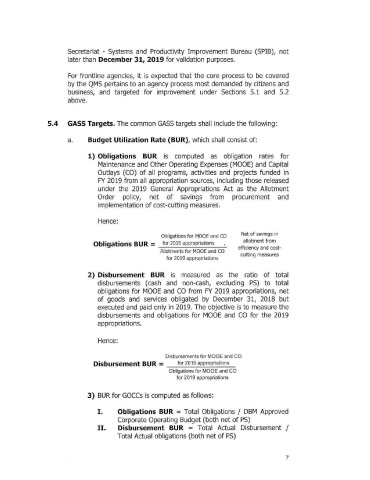 Secretariat - Systems and Productivity Improvement Bureau (SPIB), not
later than December 31, 2019 for validation purposes.
For frontline agencies, it is expected that the core process to be covered
by the QMS pertains to an agency process most demanded by citizens and
business, and targeted for improvement under Sections 5.1 and 5.2
above.
5.4 GASS Targets. The common GASS targets shall include the following:
a. Budget Utilization Rate (BUR), which shall consist of:
1) Obligations BUR is computed as obligation rates for
Maintenance and Other Operating Expenses (MOOE) and Capital
Outlays (CO) of all programs, activities and projects funded in
FY 2019 from all appropriation sources, including those released
under the 2019 General Appropriations Act as the Allotment
Order policy, net of savings from procurement and
implementation of cost-cutting measures.
Hence:
Obligations BUR = Obligations for MOOE and CO
for 2019 appropriations
Allotments for MOOE and CO
for 2019 appropriations
- Net of savings in
allotment from
efficiency and cost-
cutting measures
2) Disbursement BUR is measured as the ratio of total
disbursements (cash and non-cash, excluding PS) to total
obligations for MOOE and CO from FY 2019 appropriations, net
of goods and services obligated by December 31, 2018 but
executed and paid only in 2019. The objective is to measure the
disbursements and obligations for MOOE and CO for the 2019
appropriations.
Hence:
Disbursement BUR = Disbursements for MOOE and CO
for 2019 appropriations
Obligations for MOOE and CO
for 2019 appropriations
3) BUR for GOCCs is computed as follows:
I. Obligations BUR = Total Obligations / DBM Approved
Corporate Operating Budget (both net of PS)
II. Disbursement BUR = Total Actual Disbursement /
Total Actual obligations (both net of PS)
7